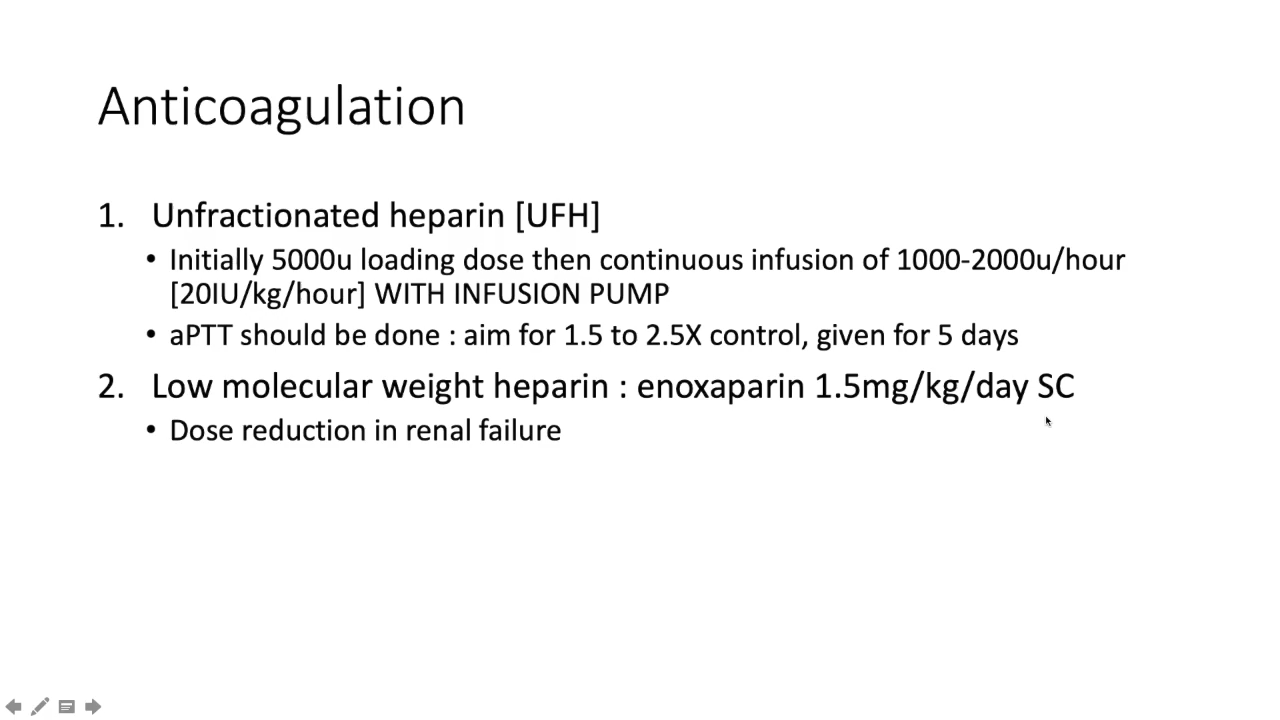 Anticoagulation
1. Unfractionated heparin [UFH]
• Initially 5000u loading dose then continuous infusion of 1000-2000u/hour
[20IU/kg/hour] WITH INFUSION PUMP
• aPTT should be done : aim for 1.5 to 2.5X control, given for 5 days
2. Low molecular weight heparin : enoxaparin 1.5mg/kg/day SC
• Dose reduction in renal failure